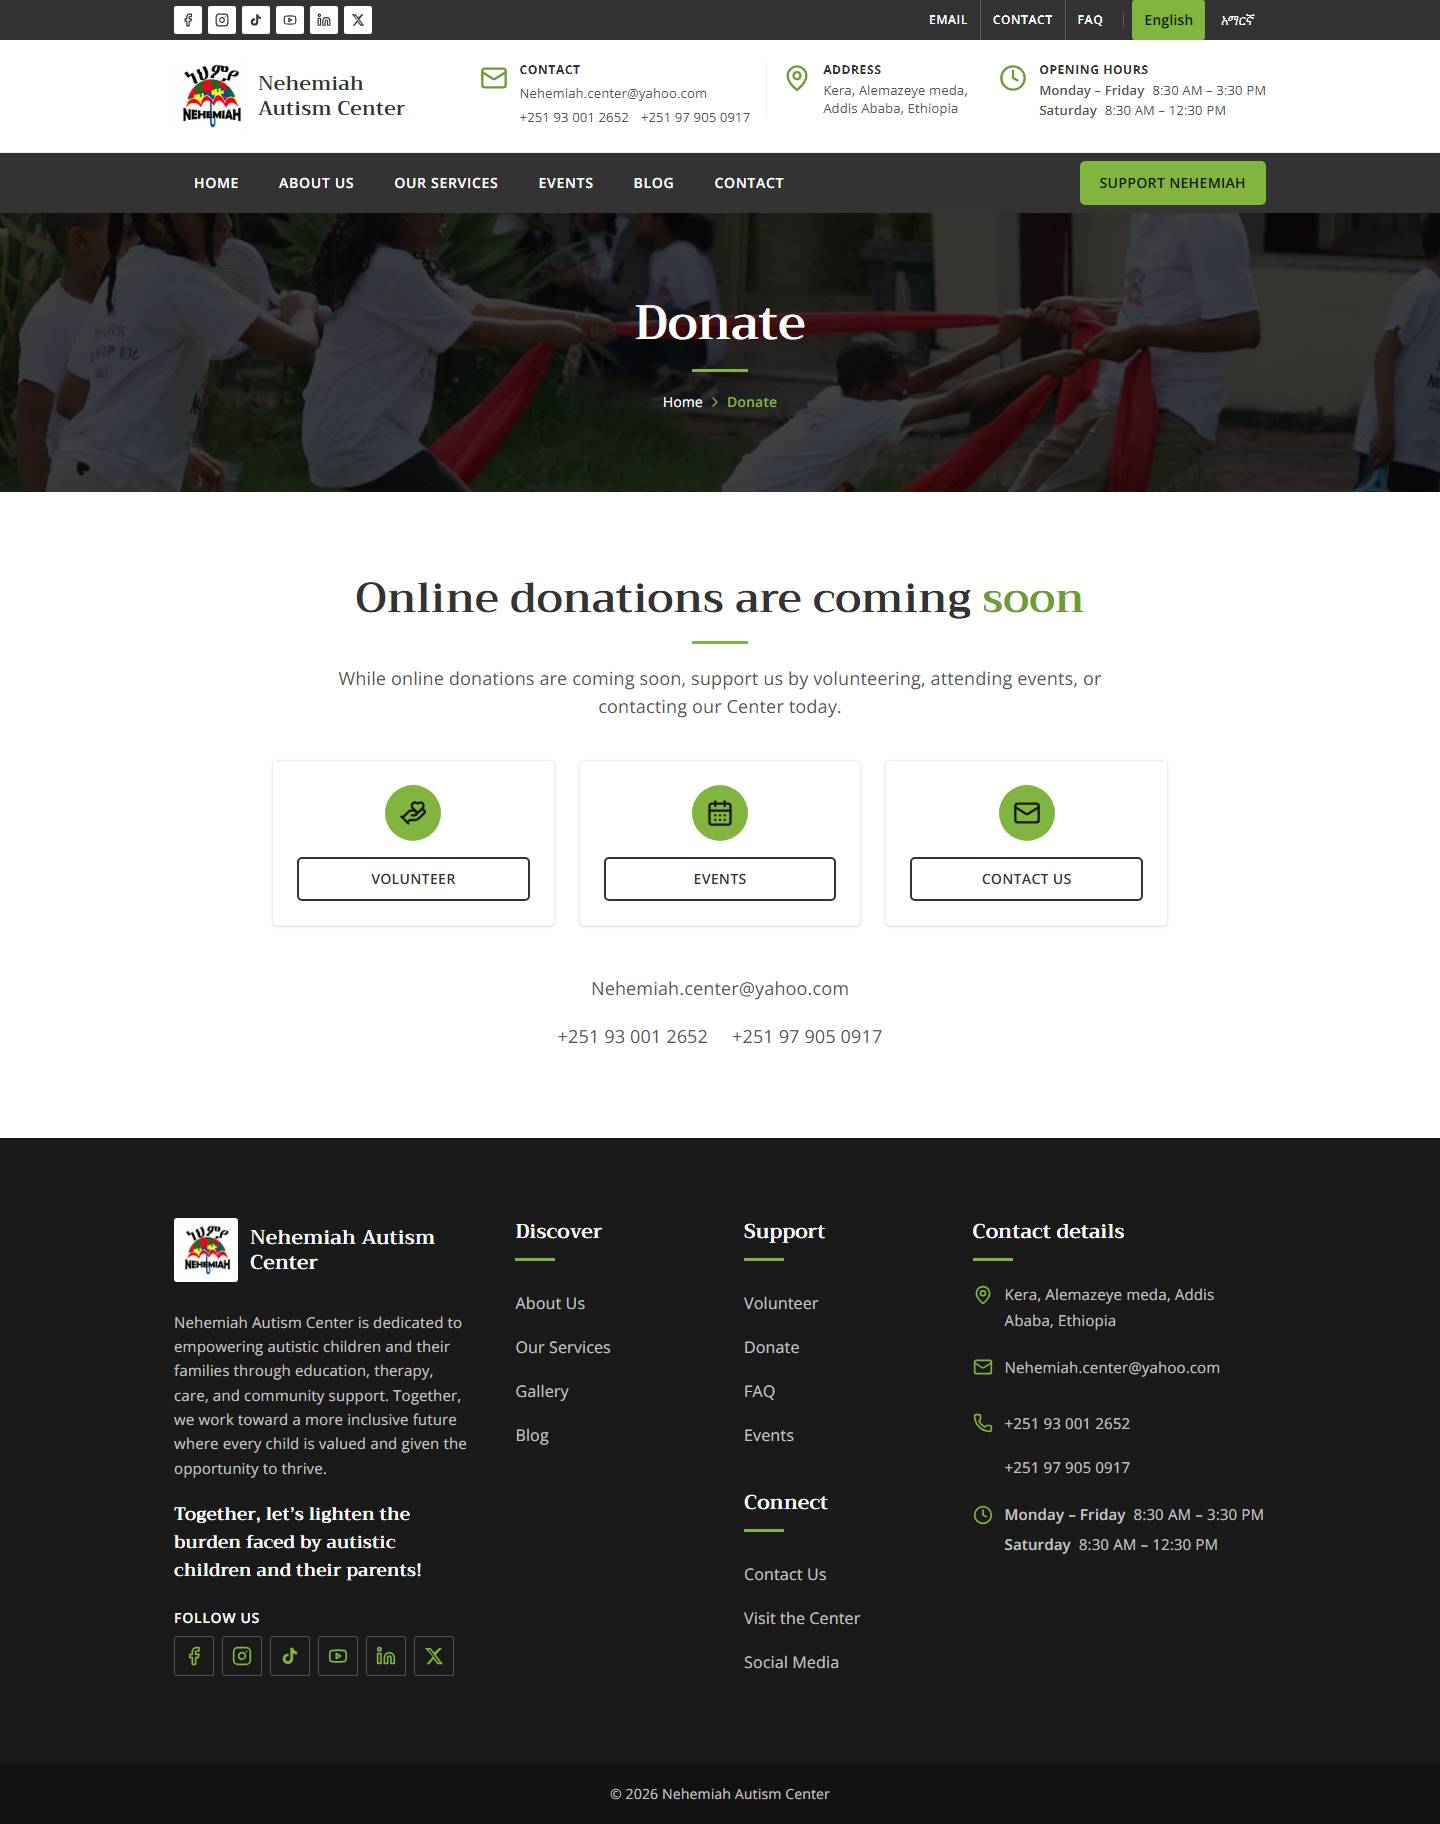 EMAIL
CONTACT
FAQ
English
አማርኛ
ነህምያ
NEHEMIAH
Nehemiah
Autism Center
CONTACT
Nehemiah.center@yahoo.com
+251 93 001 2652 +251 97 905 0917
ADDRESS
Kera, Alemazeye meda,
Addis Ababa, Ethiopia
OPENING HOURS
Monday – Friday 8:30 AM – 3:30 PM
Saturday 8:30 AM – 12:30 PM
HOME
ABOUT US
OUR SERVICES
EVENTS
BLOG
CONTACT
SUPPORT NEHEMIAH
Donate
Home > Donate
Online donations are coming soon
While online donations are coming soon, support us by volunteering, attending events, or
contacting our Center today.
VOLUNTEER
EVENTS
CONTACT US
Nehemiah.center@yahoo.com
+251 93 001 2652 +251 97 905 0917
ነህምያ
NEHEMIAH
Nehemiah Autism
Center
Nehemiah Autism Center is dedicated to
empowering autistic children and their
families through education, therapy,
care, and community support. Together,
we work toward a more inclusive future
where every child is valued and given the
opportunity to thrive.
Together, let’s lighten the
burden faced by autistic
children and their parents!
FOLLOW US
Discover
About Us
Our Services
Gallery
Blog
Support
Volunteer
Donate
FAQ
Events
Connect
Contact Us
Visit the Center
Social Media
Contact details
Kera, Alemazeye meda, Addis
Ababa, Ethiopia
Nehemiah.center@yahoo.com
+251 93 001 2652
+251 97 905 0917
Monday – Friday 8:30 AM – 3:30 PM
Saturday 8:30 AM – 12:30 PM
© 2026 Nehemiah Autism Center